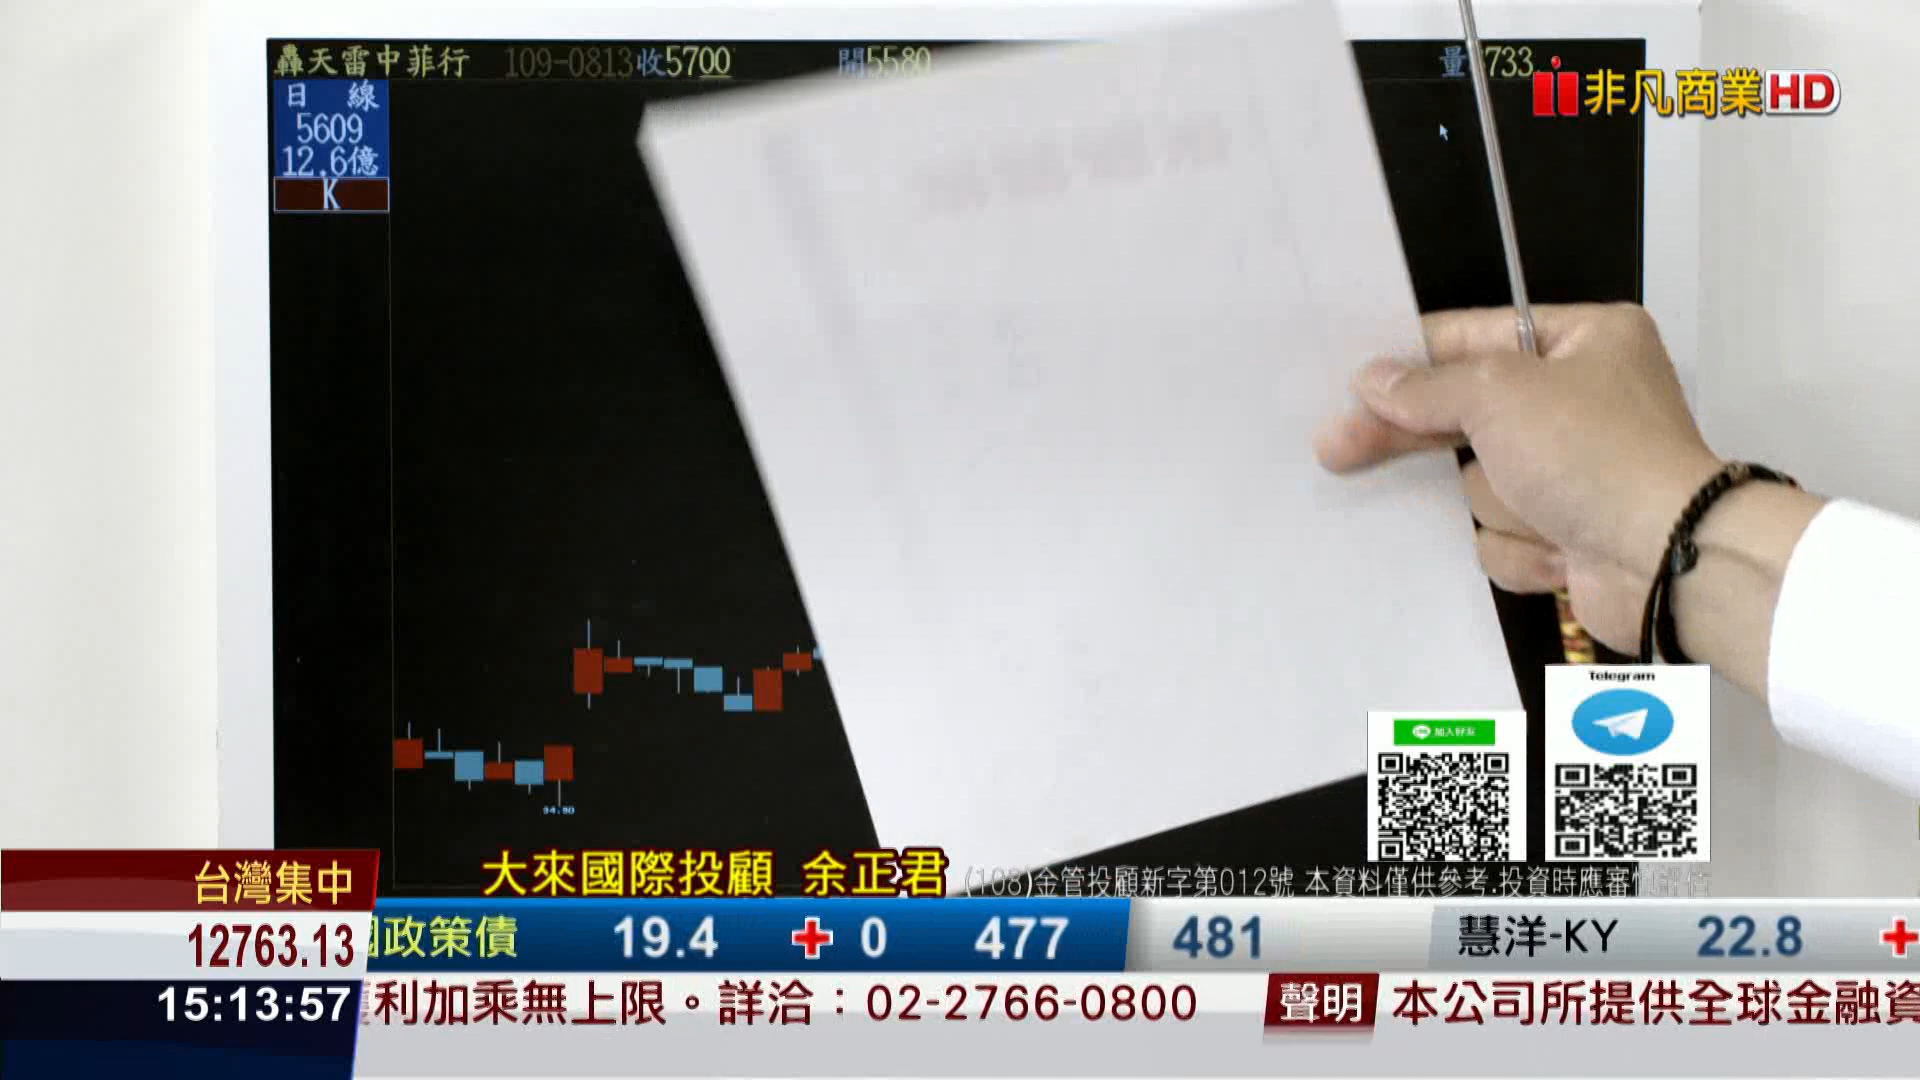 轟天雷中菲行 109-0813收5700 開5580 量 733
非凡商業HD
日 線
5609
12.6億
K
94.90
Telegram
加入好友
大來國際投顧 余正君 (108)金管投顧新字第012號 本資料僅供參考.投資時應審慎評估
台灣集中
12763.13
政策債 19.4 + 0 477 481 慧洋-KY 22.8 +
15:13:57
利加乘無上限。詳洽：02-2766-0800 聲明 本公司所提供全球金融資